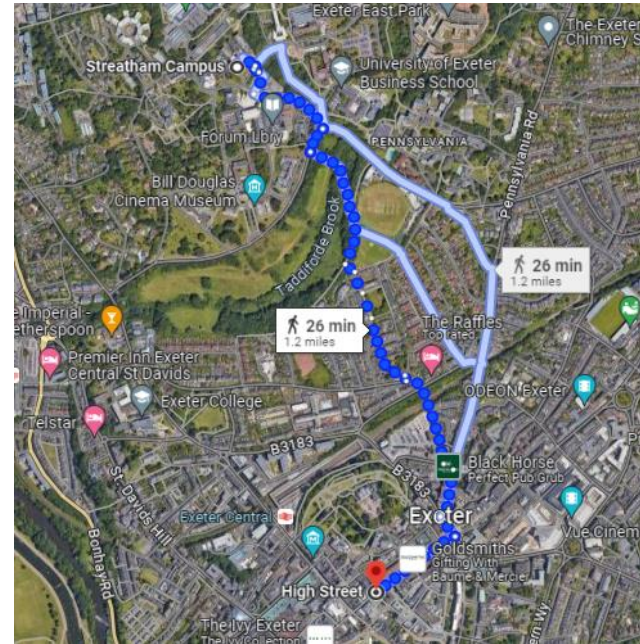 Exeter East Park
The Exeter
Chimney S
Streatham Campus
University of Exeter
Business School
Forum Lbry
PENNSYLVANIA
Pennsylvania Rd
Bill Douglas
Cinema Museum
Taddiforde Brook
26 min
1.2 miles
e Imperial -
etherspoon
26 min
1.2 miles
The Raffles
Top rated
Premier Inn Exeter
Central St Davids
ODEON Exeter
Exeter College
Telstar
B3183
Black Horse
Perfect Pub Grub
St. Davids Hill
B3183
Exeter Central
Exeter
Vue Cinem
Bonhay Rd
Goldsmiths
Gifting With
Baume & Mercier
High Street
The Ivy Exeter
The Ivy Collection
ern Wy